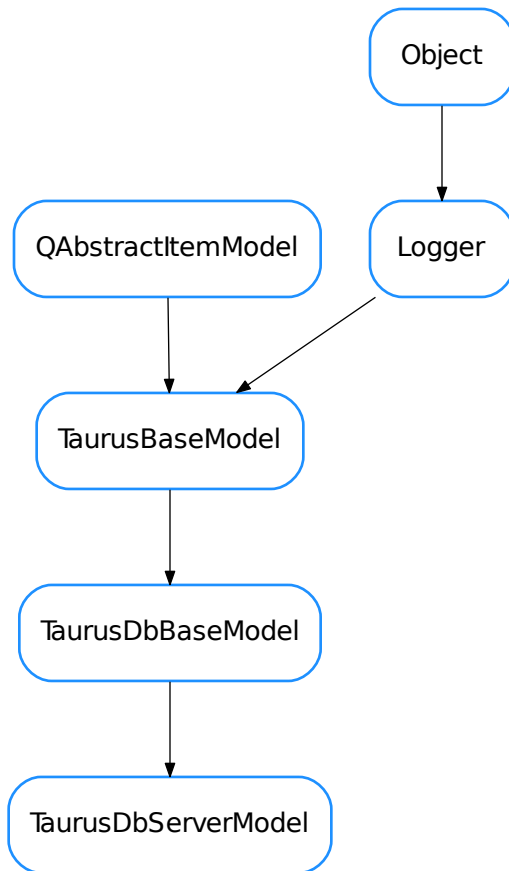 Object
QAbstractItemModel
Logger
TaurusBaseModel
TaurusDbBaseModel
TaurusDbServerModel